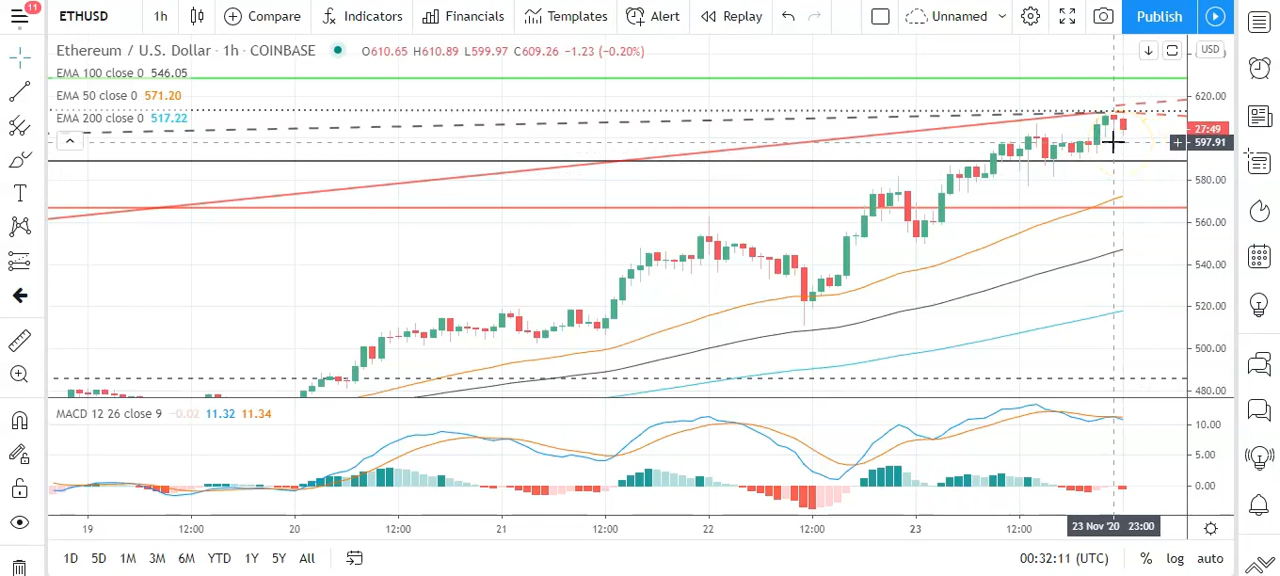 11
ETHUSD 1h Compare Indicators Financials Templates Alert Replay Unnamed Publish
Ethereum / U.S. Dollar · 1h · COINBASE O610.65 H610.89 L599.97 C609.26 −1.23 (−0.20%) USD
EMA 100 close 0 546.05
EMA 50 close 0 571.20
EMA 200 close 0 517.22
620.00
27:49
597.91
580.00
560.00
540.00
520.00
500.00
480.00
MACD 12 26 close 9 −0.02 11.32 11.34
10.00
5.00
0.00
19 12:00 20 12:00 21 12:00 22 12:00 23 12:00 23 Nov '20 23:00
1D 5D 1M 3M 6M YTD 1Y 5Y All 00:32:11 (UTC) % log auto